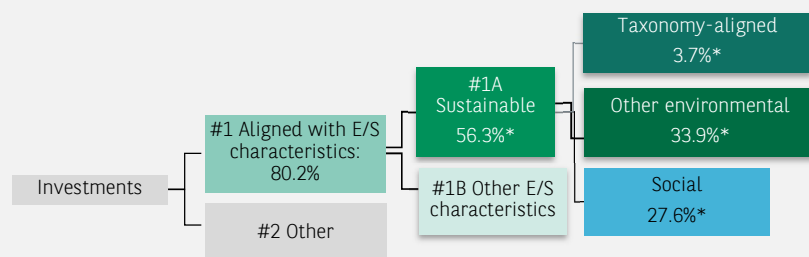 Investments
#1 Aligned with E/S
characteristics:
80.2%
#2 Other
#1A
Sustainable
56.3%*
#1B Other E/S
characteristics
Taxonomy-aligned
3.7%*
Other environmental
33.9%*
Social
27.6%*